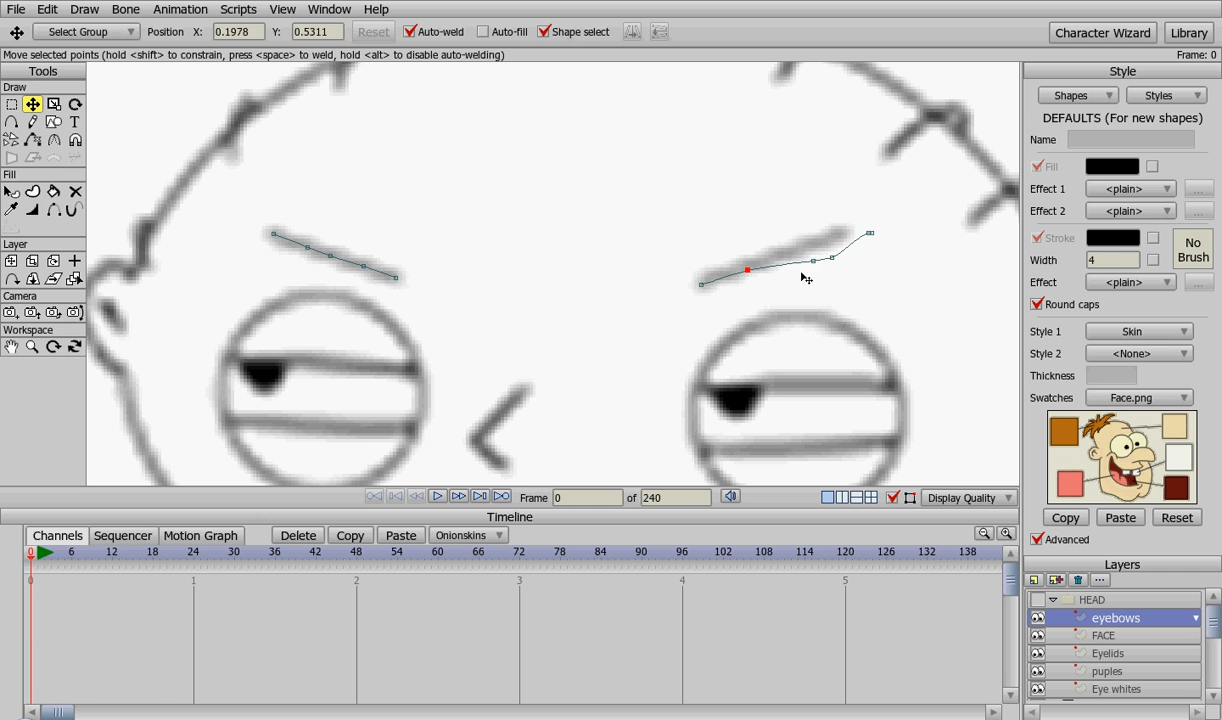 File Edit Draw Bone Animation Scripts View Window Help
Select Group Position X: 0.1978 Y: 0.5311 Reset Auto-weld Auto-fill Shape select Character Wizard Library
Move selected points (hold <shift> to constrain, press <space> to weld, hold <alt> to disable auto-welding) Frame: 0
Tools
Draw
T
Fill
Layer
Camera
Workspace
Style
Shapes Styles
DEFAULTS (For new shapes)
Name
Fill
Effect 1 <plain> ...
Effect 2 <plain> ...
Stroke
No Brush
Width 4
Effect <plain> ...
Round caps
Style 1 Skin
Style 2 <None>
Thickness
Swatches Face.png
Copy Paste Reset
Advanced
Frame 0 of 240 Display Quality
Timeline
Channels Sequencer Motion Graph Delete Copy Paste Onionskins
0 6 12 18 24 30 36 42 48 54 60 66 72 78 84 90 96 102 108 114 120 126 132 138
0 1 2 3 4 5
Layers
...
HEAD
eyebows
FACE
Eyelids
puples
Eye whites